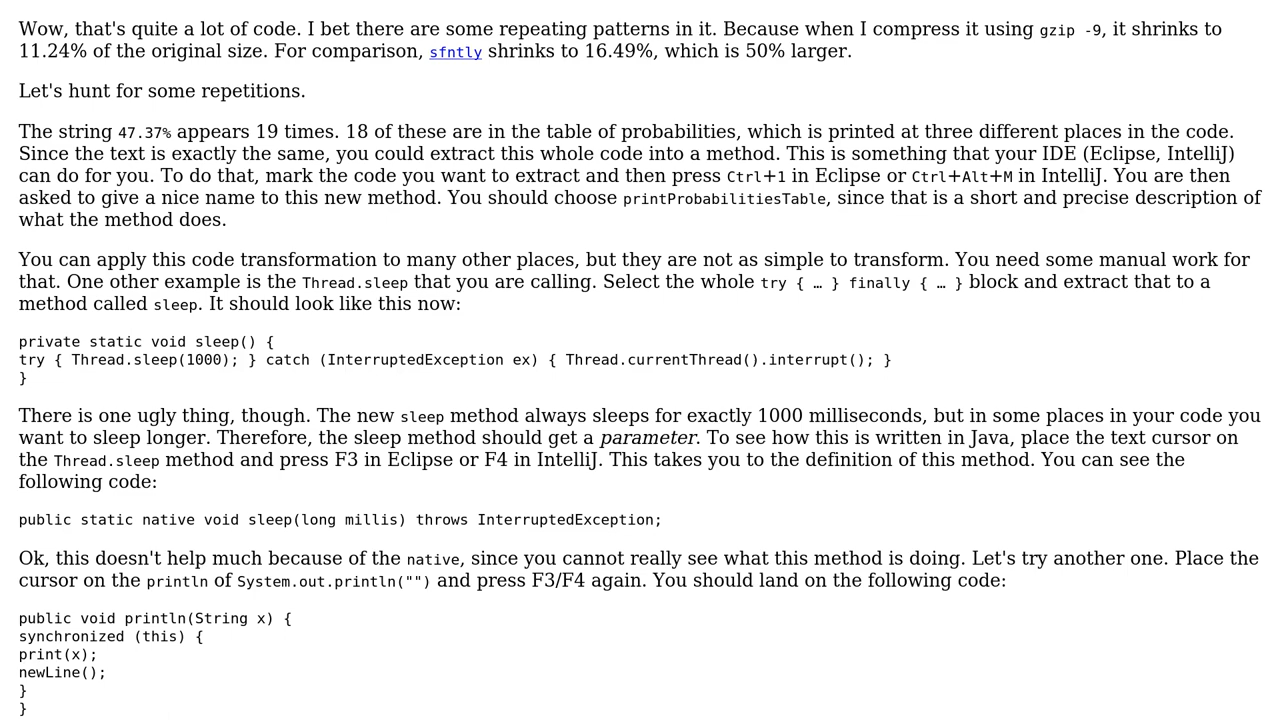 Wow, that's quite a lot of code. I bet there are some repeating patterns in it. Because when I compress it using gzip -9, it shrinks to
11.24% of the original size. For comparison, sfntly shrinks to 16.49%, which is 50% larger.
Let's hunt for some repetitions.
The string 47.37% appears 19 times. 18 of these are in the table of probabilities, which is printed at three different places in the code.
Since the text is exactly the same, you could extract this whole code into a method. This is something that your IDE (Eclipse, IntelliJ)
can do for you. To do that, mark the code you want to extract and then press Ctrl+1 in Eclipse or Ctrl+Alt+M in IntelliJ. You are then
asked to give a nice name to this new method. You should choose printProbabilitiesTable, since that is a short and precise description of
what the method does.
You can apply this code transformation to many other places, but they are not as simple to transform. You need some manual work for
that. One other example is the Thread.sleep that you are calling. Select the whole try { … } finally { … } block and extract that to a
method called sleep. It should look like this now:
private static void sleep() {
try { Thread.sleep(1000); } catch (InterruptedException ex) { Thread.currentThread().interrupt(); }
}
There is one ugly thing, though. The new sleep method always sleeps for exactly 1000 milliseconds, but in some places in your code you
want to sleep longer. Therefore, the sleep method should get a parameter. To see how this is written in Java, place the text cursor on
the Thread.sleep method and press F3 in Eclipse or F4 in IntelliJ. This takes you to the definition of this method. You can see the
following code:
public static native void sleep(long millis) throws InterruptedException;
Ok, this doesn't help much because of the native, since you cannot really see what this method is doing. Let's try another one. Place the
cursor on the println of System.out.println("") and press F3/F4 again. You should land on the following code:
public void println(String x) {
synchronized (this) {
print(x);
newLine();
}
}